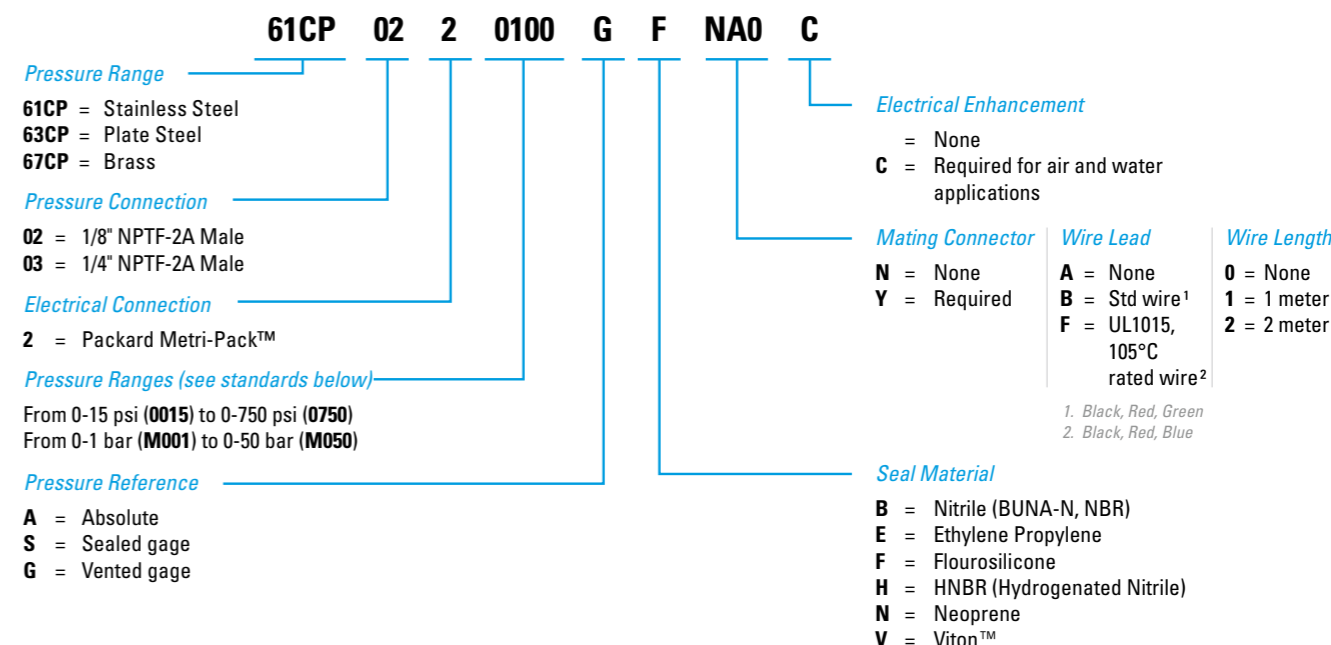 61CP 02 2 0100 G F NA0 C
Pressure Range
61CP = Stainless Steel
63CP = Plate Steel
67CP = Brass
Pressure Connection
02 = 1/8" NPTF-2A Male
03 = 1/4" NPTF-2A Male
Electrical Connection
2 = Packard Metri-Pack™
Pressure Ranges (see standards below)
From 0-15 psi (0015) to 0-750 psi (0750)
From 0-1 bar (M001) to 0-50 bar (M050)
Pressure Reference
A = Absolute
S = Sealed gage
G = Vented gage
Electrical Enhancement
= None
C = Required for air and water
applications
Mating Connector
N = None
Y = Required
Wire Lead
A = None
B = Std wire¹
F = UL1015,
105°C
rated wire²
1. Black, Red, Green
2. Black, Red, Blue
Wire Length
0 = None
1 = 1 meter
2 = 2 meter
Seal Material
B = Nitrile (BUNA-N, NBR)
E = Ethylene Propylene
F = Flourosilicone
H = HNBR (Hydrogenated Nitrile)
N = Neoprene
V = Viton™